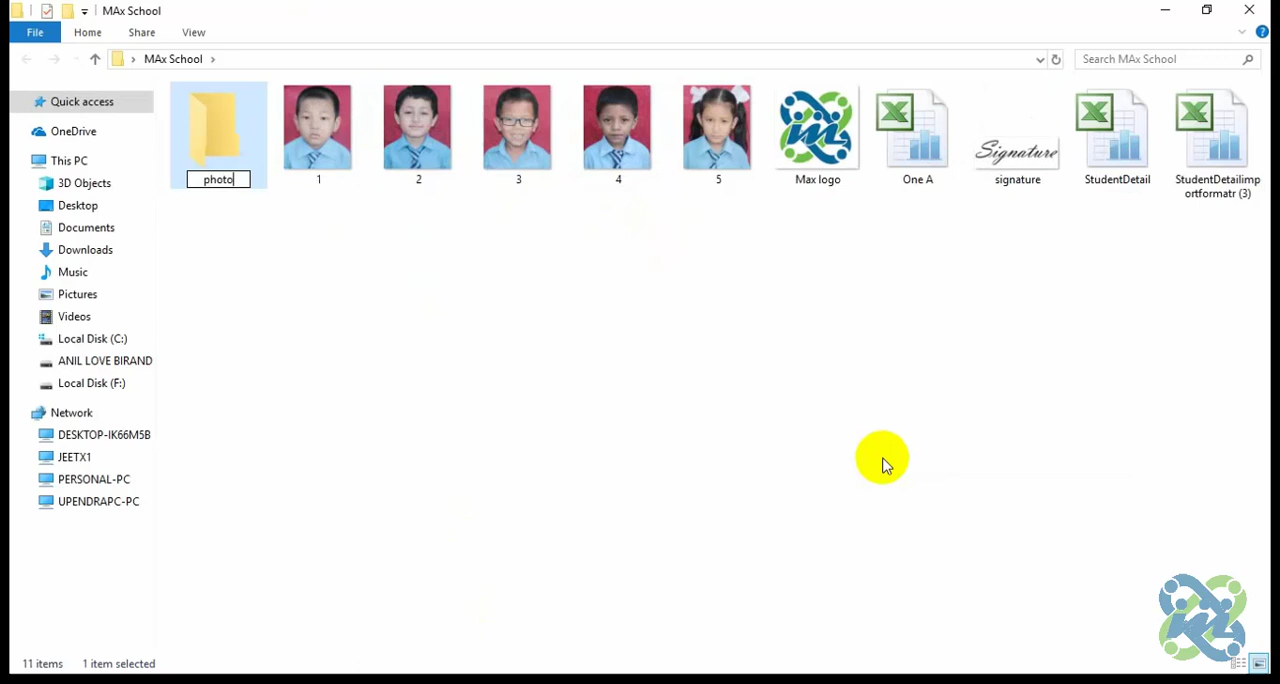 MAx School
File
Home
Share
View
MAx School
Search MAx School
Quick access
OneDrive
This PC
3D Objects
Desktop
Documents
Downloads
Music
Pictures
Videos
Local Disk (C:)
ANIL LOVE BIRAND
Local Disk (F:)
Network
DESKTOP-IK66M5B
JEETX1
PERSONAL-PC
UPENDRAPC-PC
photo
1
2
3
4
5
Max logo
One A
Signature
signature
StudentDetail
StudentDetailimp
ortformatr (3)
11 items
1 item selected